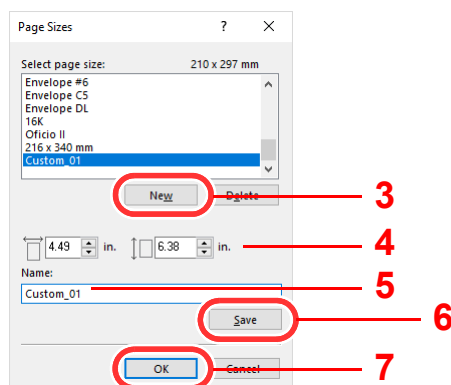 Page Sizes ? ×
Select page size: 210 x 297 mm
Envelope #6
Envelope C5
Envelope DL
16K
Oficio II
216 x 340 mm
Custom_01
New Delete 3
4.49 in. 6.38 in. 4
Name:
Custom_01 5
Save 6
OK Cancel 7